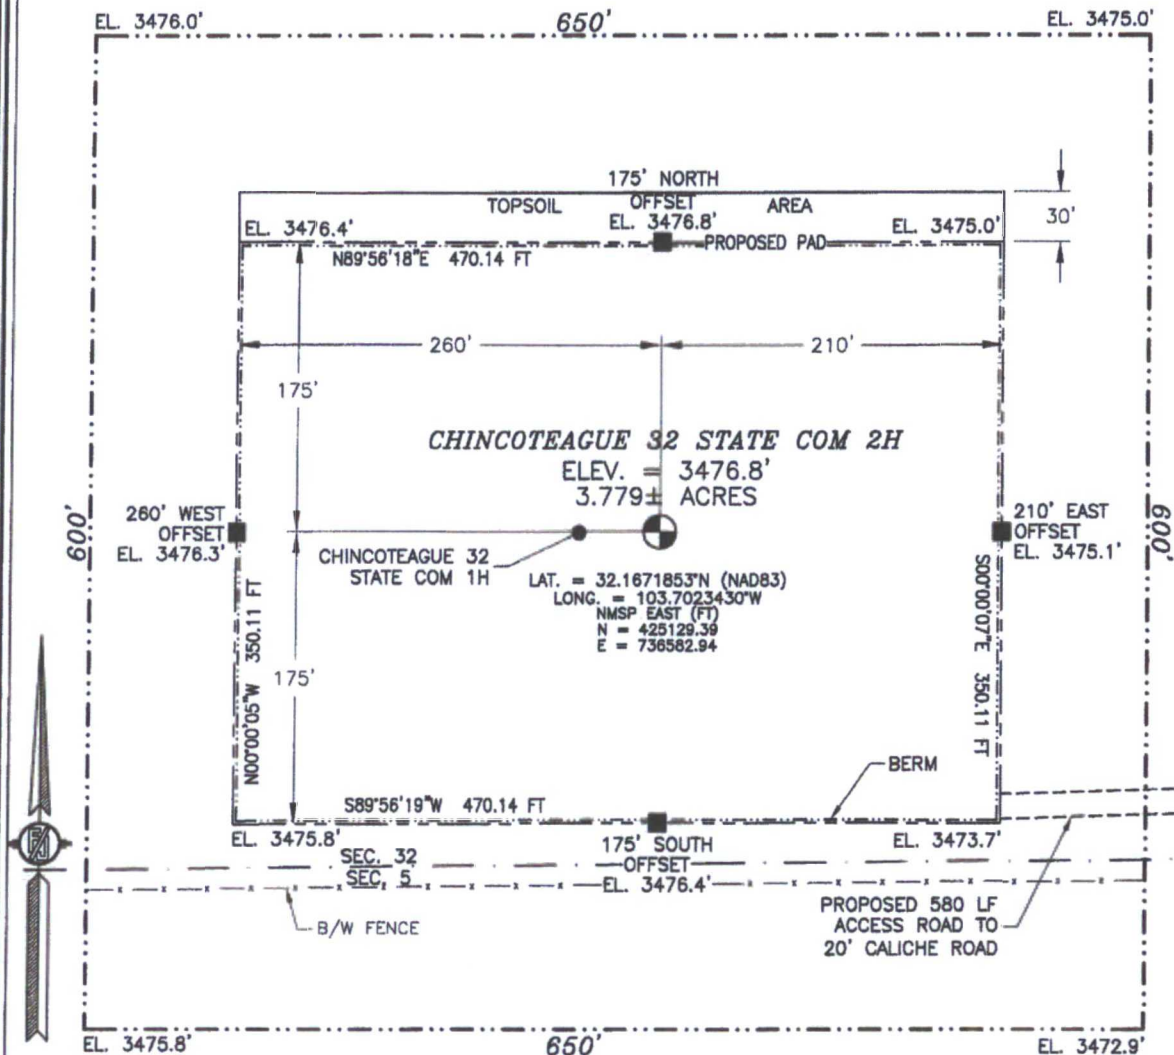 EL. 3476.0'
650'
EL. 3475.0'
175' NORTH
OFFSET
EL. 3476.8'
TOPSOIL
AREA
30'
EL. 3476.4'
PROPOSED PAD
EL. 3475.0'
N89°56'18"E 470.14 FT
260'
210'
175'
CHINCOTEAGUE 32 STATE COM 2H
ELEV. = 3476.8'
3.779± ACRES
600'
260' WEST
OFFSET
EL. 3476.3'
210' EAST
OFFSET
EL. 3475.1'
600'
CHINCOTEAGUE 32
STATE COM 1H
LAT. = 32.1671853°N (NAD83)
LONG. = 103.7023430°W
NMSP EAST (FT)
N = 425129.39
E = 736582.94
N00°00'05"W 350.11 FT
S00°00'07"E 350.11 FT
175'
BERM
S89°56'19"W 470.14 FT
EL. 3475.8'
175' SOUTH
OFFSET
EL. 3476.4'
EL. 3473.7'
SEC. 32
SEC. 5
B/W FENCE
PROPOSED 580 LF
ACCESS ROAD TO
20' CALICHE ROAD
EL. 3475.8'
650'
EL. 3472.9'